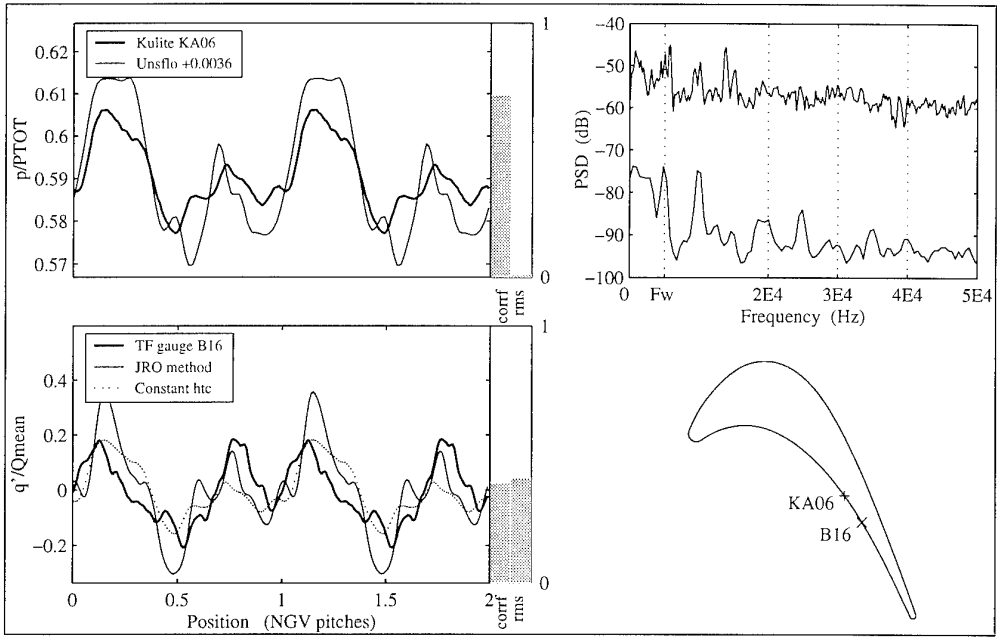 0.62
0.61
0.6
0.59
0.58
0.57
p/PTOT
Kulite KA06
Unsflo +0.0036
1
0
corrf
rms
−40
−50
−60
−70
−80
−90
−100
PSD (dB)
0 Fw 2E4 3E4 4E4 5E4
Frequency (Hz)
0.4
0.2
0
−0.2
q'/Qmean
TF gauge B16
JRO method
Constant htc
1
0
corrf
rms
0 0.5 1 1.5 2
Position (NGV pitches)
KA06
B16